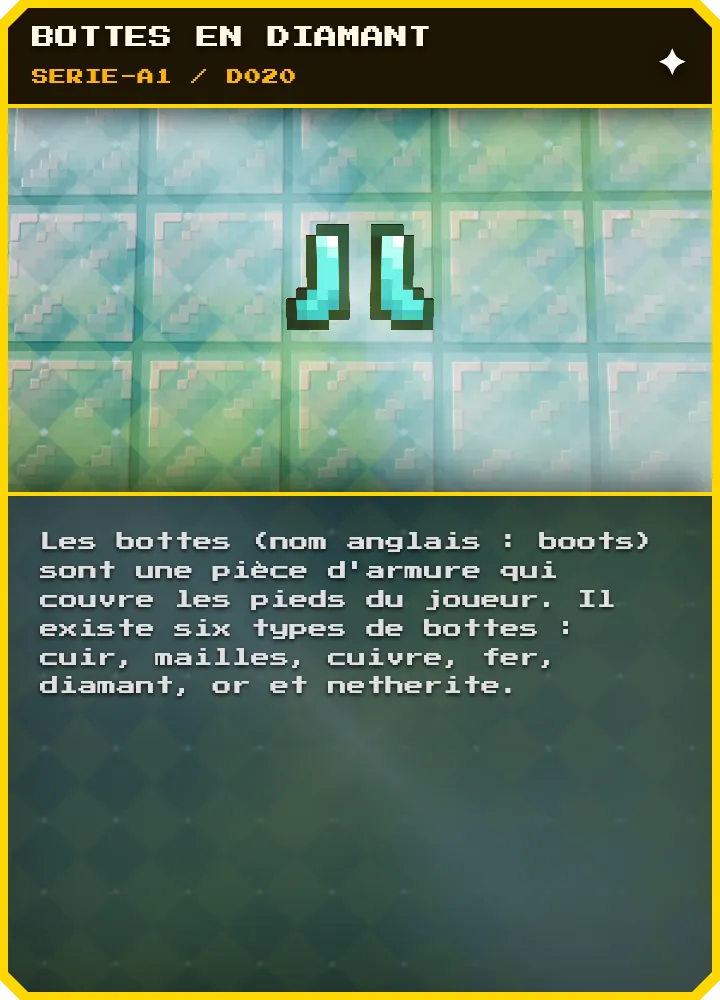 BOTTES EN DIAMANT
SERIE-A1 / D020
Les bottes (nom anglais : boots)
sont une pièce d'armure qui
couvre les pieds du joueur. Il
existe six types de bottes :
cuir, mailles, cuivre, fer,
diamant, or et netherite.